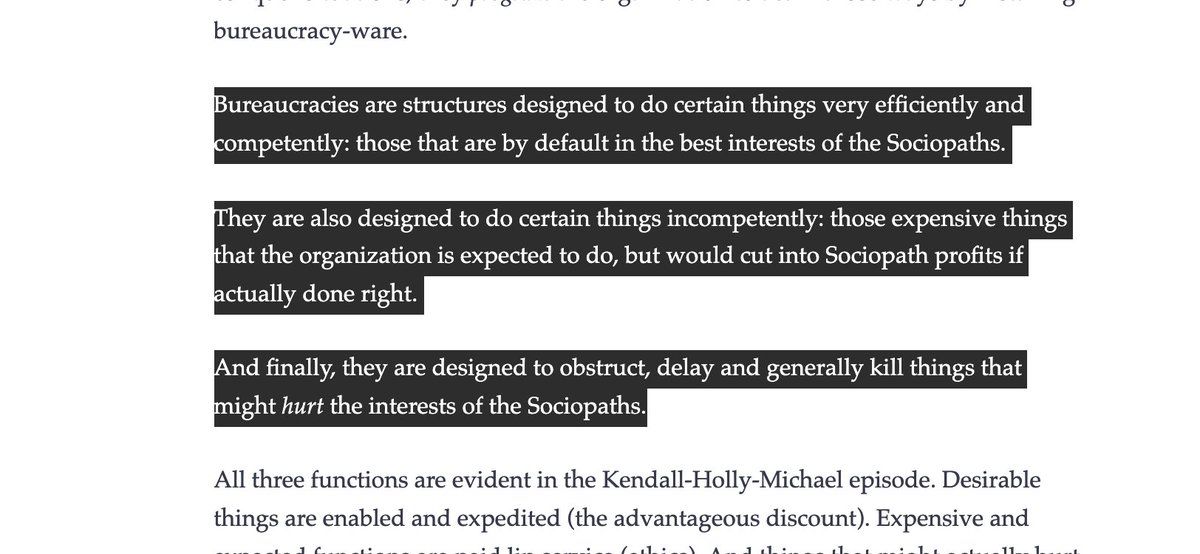 bureaucracy-ware.
Bureaucracies are structures designed to do certain things very efficiently and
competently: those that are by default in the best interests of the Sociopaths.
They are also designed to do certain things incompetently: those expensive things
that the organization is expected to do, but would cut into Sociopath profits if
actually done right.
And finally, they are designed to obstruct, delay and generally kill things that
might hurt the interests of the Sociopaths.
All three functions are evident in the Kendall-Holly-Michael episode. Desirable
things are enabled and expedited (the advantageous discount). Expensive and